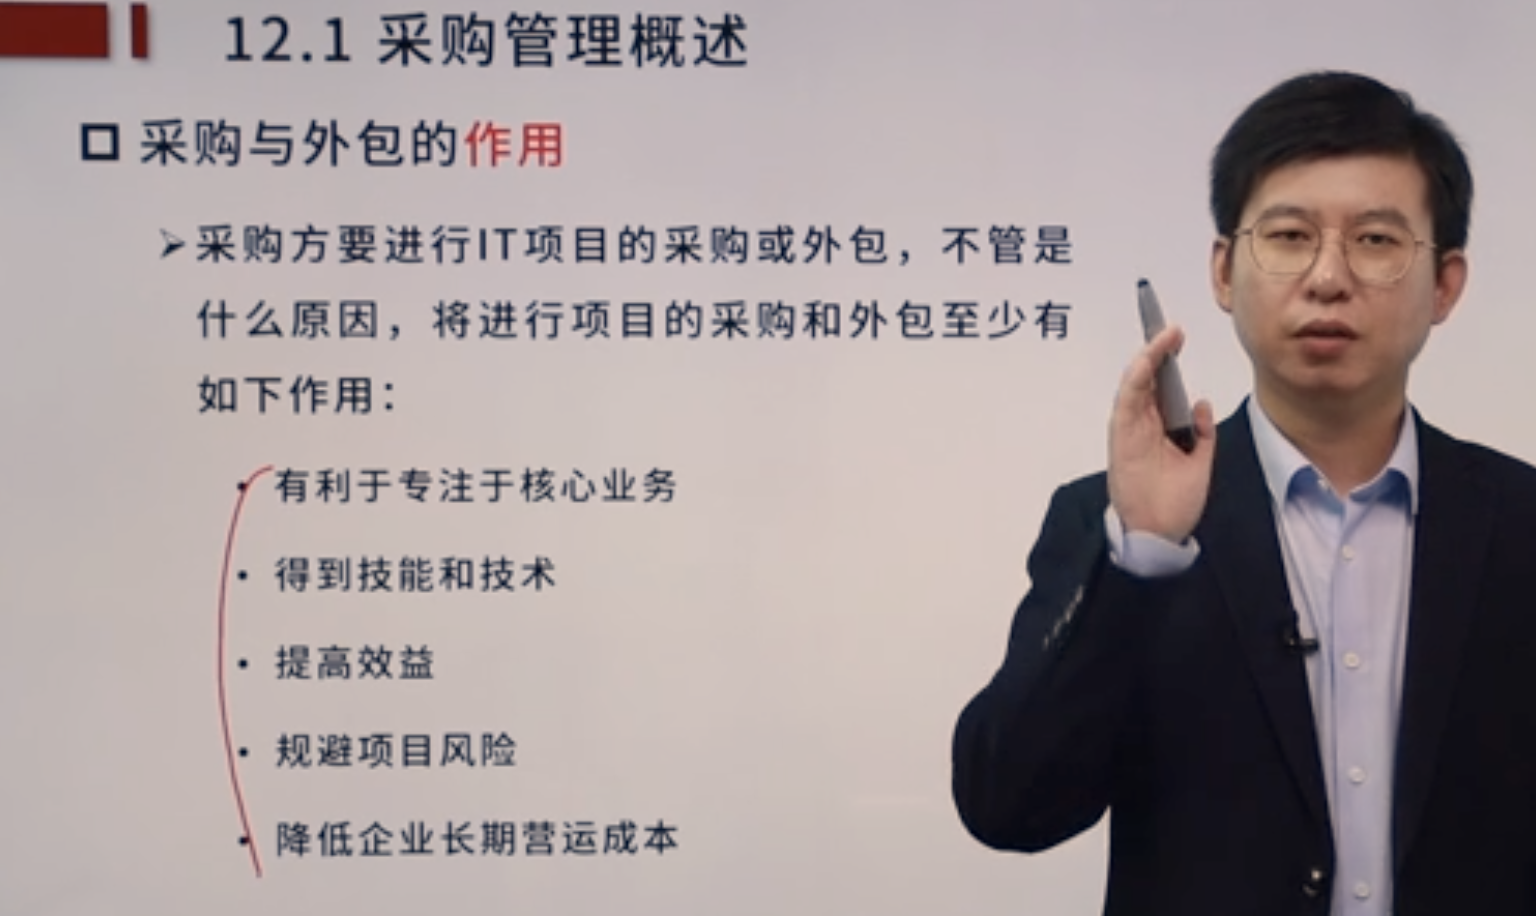 12.1 采购管理概述
采购与外包的作用
采购方要进行IT项目的采购或外包，不管是
什么原因，将进行项目的采购和外包至少有
如下作用：
有利于专注于核心业务
得到技能和技术
提高效益
规避项目风险
降低企业长期营运成本